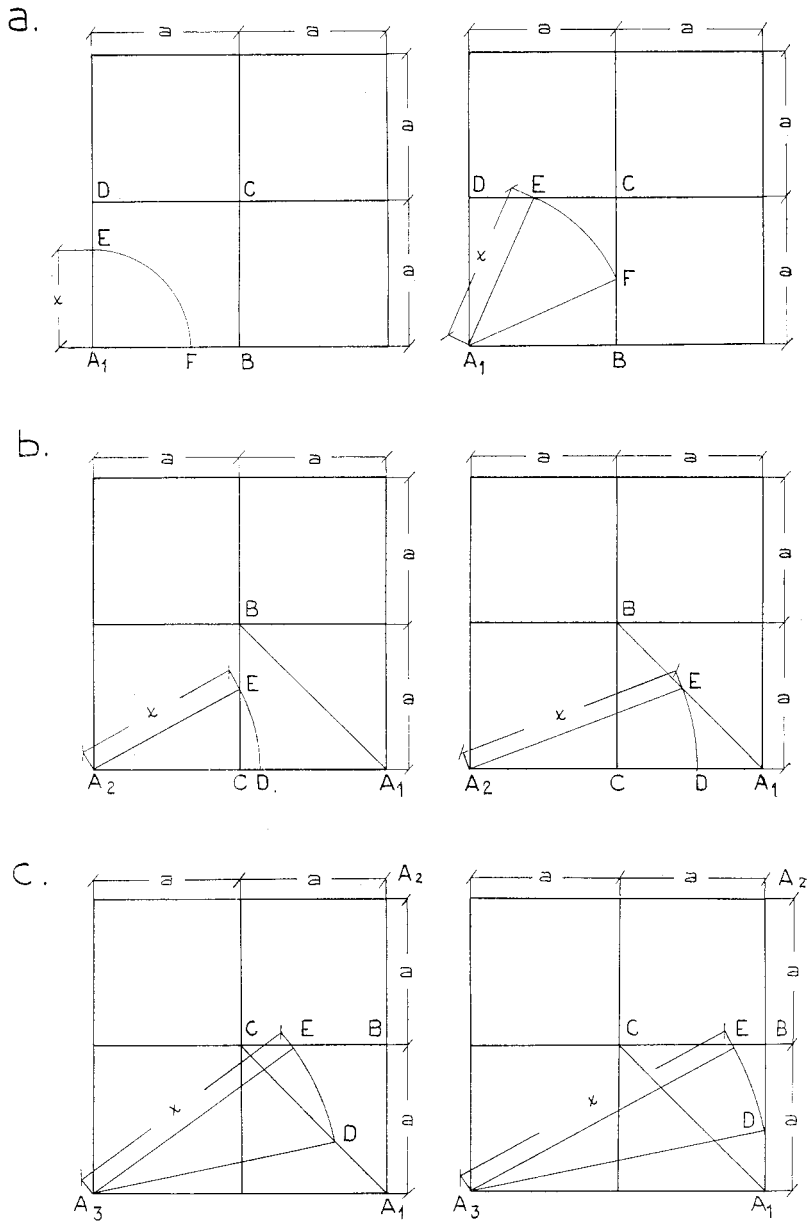 a.
a a a a
a a
D C D E C
E
x x F
a a
A1 F B A1 B
b.
a a a a
a a
B B
E E
x x
a a
A2 C D. A1 A2 C D A1
c.
a a A2 a a A2
a a
C E B C E B
x x
D D
a a
A3 A1 A3 A1